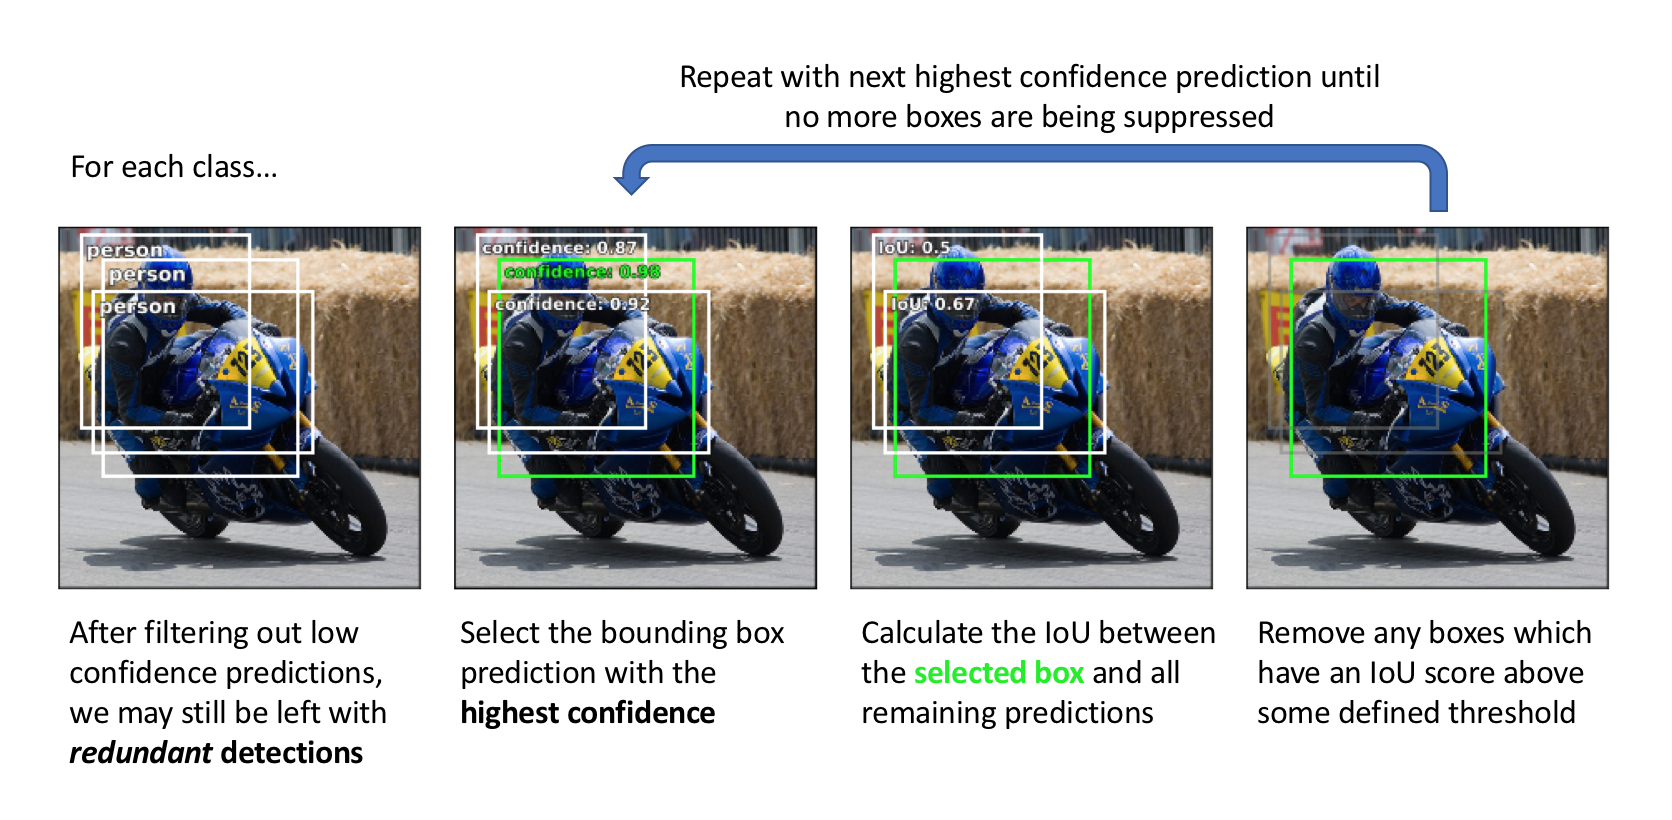 Repeat with next highest confidence prediction until
no more boxes are being suppressed
For each class...
person
person
person
confidence: 0.87
confidence: 0.98
confidence: 0.92
IoU: 0.5
IoU: 0.67
After filtering out low
confidence predictions,
we may still be left with
redundant detections
Select the bounding box
prediction with the
highest confidence
Calculate the IoU between
the selected box and all
remaining predictions
Remove any boxes which
have an IoU score above
some defined threshold